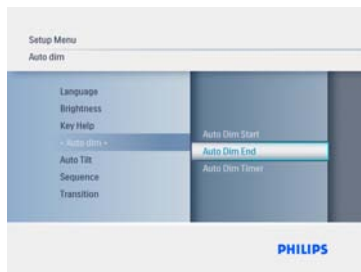 Setup Menu
Auto dim
Language
Brightness
Key Help
- Auto dim -
Auto Tilt
Sequence
Transition
Auto Dim Start
Auto Dim End
Auto Dim Timer
PHILIPS